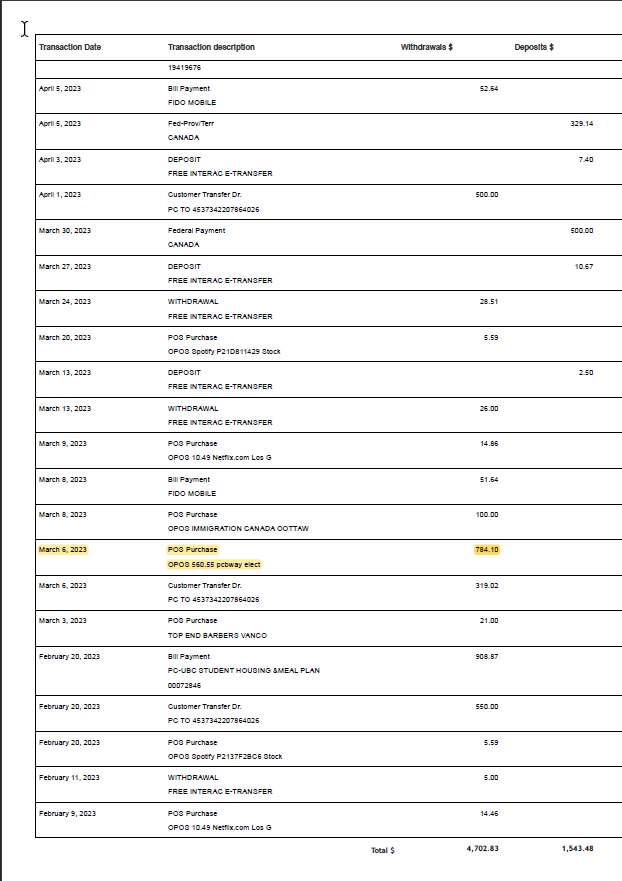 Transaction Date Transaction description Withdrawals $ Deposits $
19419676
April 5, 2023 Bill Payment 52.64
FIDO MOBILE
April 5, 2023 Fed-Prov/Terr 329.14
CANADA
April 3, 2023 DEPOSIT 7.40
FREE INTERAC E-TRANSFER
April 1, 2023 Customer Transfer Dr. 500.00
PC TO 4537342207864026
March 30, 2023 Federal Payment 500.00
CANADA
March 27, 2023 DEPOSIT 10.67
FREE INTERAC E-TRANSFER
March 24, 2023 WITHDRAWAL 28.51
FREE INTERAC E-TRANSFER
March 20, 2023 POS Purchase 5.59
OPOS Spotify P21D811429 Stock
March 13, 2023 DEPOSIT 2.50
FREE INTERAC E-TRANSFER
March 13, 2023 WITHDRAWAL 26.00
FREE INTERAC E-TRANSFER
March 9, 2023 POS Purchase 14.86
OPOS 10.49 Netflix.com Los G
March 8, 2023 Bill Payment 51.64
FIDO MOBILE
March 8, 2023 POS Purchase 100.00
OPOS IMMIGRATION CANADA OOTTAW
March 6, 2023 POS Purchase 784.10
OPOS 560.55 pcbway elect
March 6, 2023 Customer Transfer Dr. 319.02
PC TO 4537342207864026
March 3, 2023 POS Purchase 21.00
TOP END BARBERS VANCO
February 20, 2023 Bill Payment 908.87
PC-UBC STUDENT HOUSING &MEAL PLAN
00072846
February 20, 2023 Customer Transfer Dr. 550.00
PC TO 4537342207864026
February 20, 2023 POS Purchase 5.59
OPOS Spotify P2137F2BC6 Stock
February 11, 2023 WITHDRAWAL 5.00
FREE INTERAC E-TRANSFER
February 9, 2023 POS Purchase 14.46
OPOS 10.49 Netflix.com Los G
Total $ 4,702.83 1,543.48